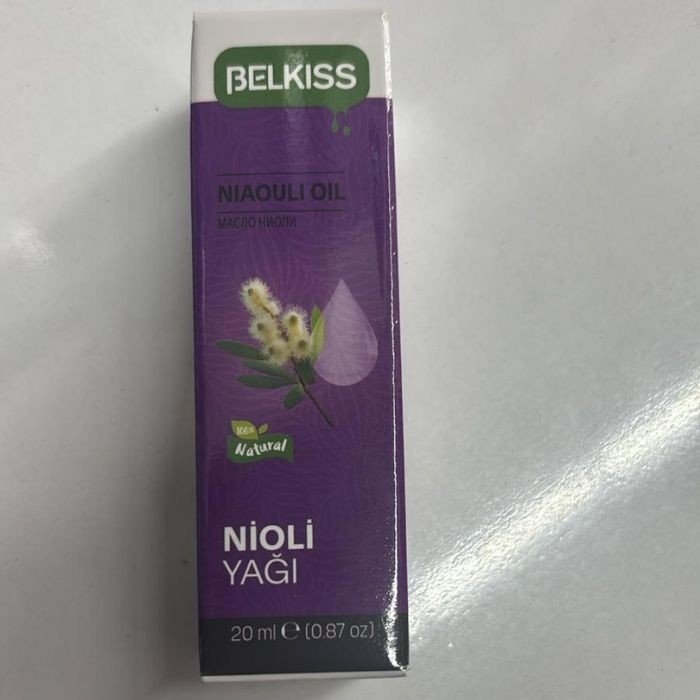 BELKISS
NIAOULI OIL
МАСЛО НИОЛИ
100%
Natural
NİOLİ
YAĞI
20 ml ℮ (0.87 oz)